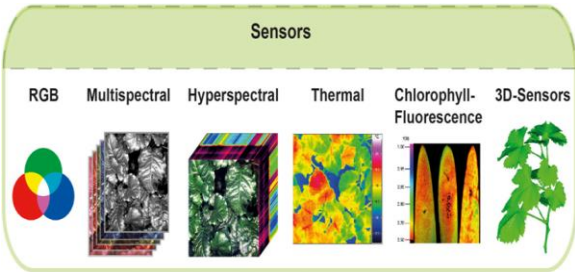 Sensors
RGB
Multispectral
Hyperspectral
Thermal
Chlorophyll-
Fluorescence
3D-Sensors